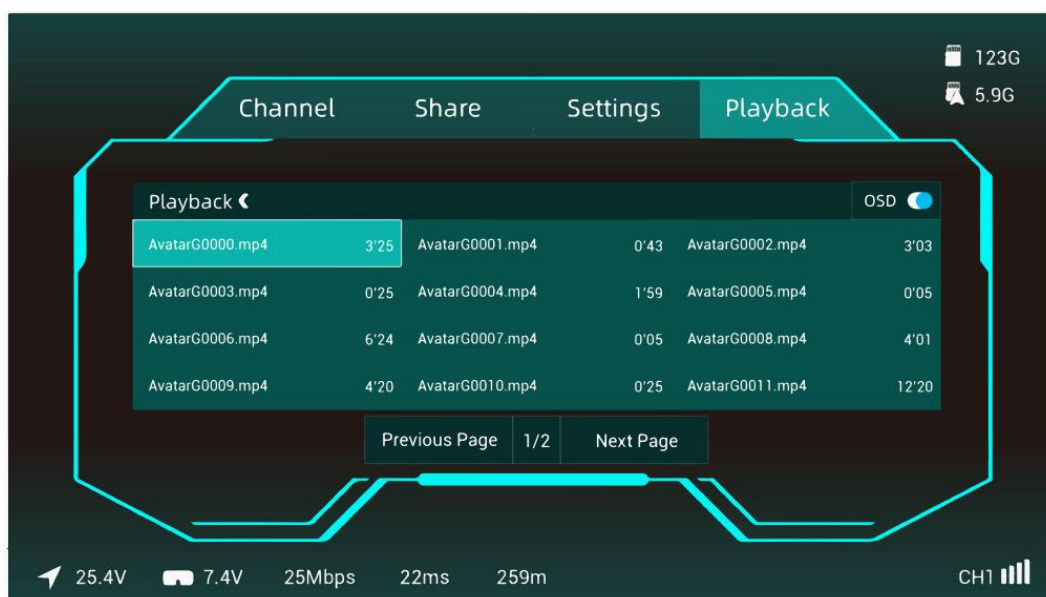 123G
5.9G
Channel Share Settings Playback
Playback
OSD
AvatarG0000.mp4 3'25 AvatarG0001.mp4 0'43 AvatarG0002.mp4 3'03
AvatarG0003.mp4 0'25 AvatarG0004.mp4 1'59 AvatarG0005.mp4 0'05
AvatarG0006.mp4 6'24 AvatarG0007.mp4 0'05 AvatarG0008.mp4 4'01
AvatarG0009.mp4 4'20 AvatarG0010.mp4 0'25 AvatarG0011.mp4 12'20
Previous Page 1/2 Next Page
25.4V 7.4V 25Mbps 22ms 259m CH1